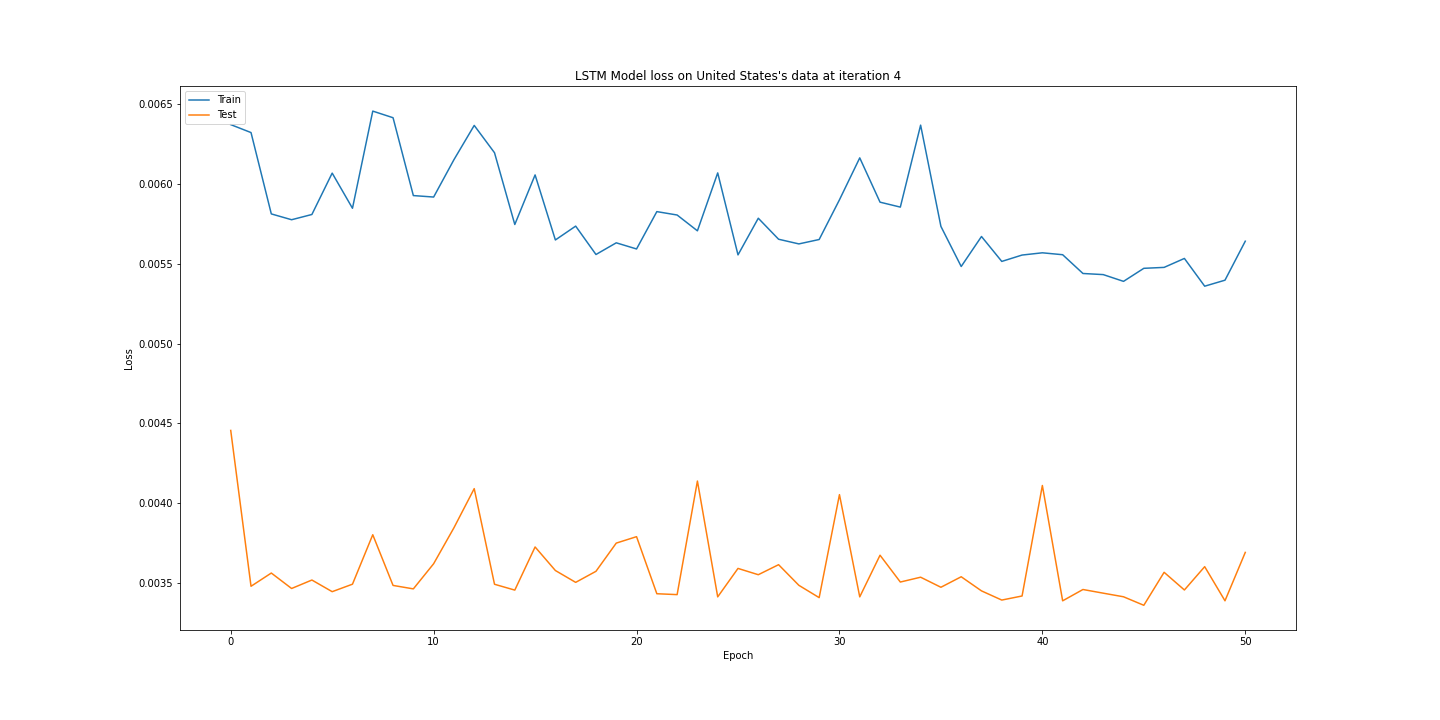 LSTM Model loss on United States's data at iteration 4
Train
Test
0.0065
0.0060
0.0055
0.0050
0.0045
0.0040
0.0035
Loss
0 10 20 30 40 50
Epoch